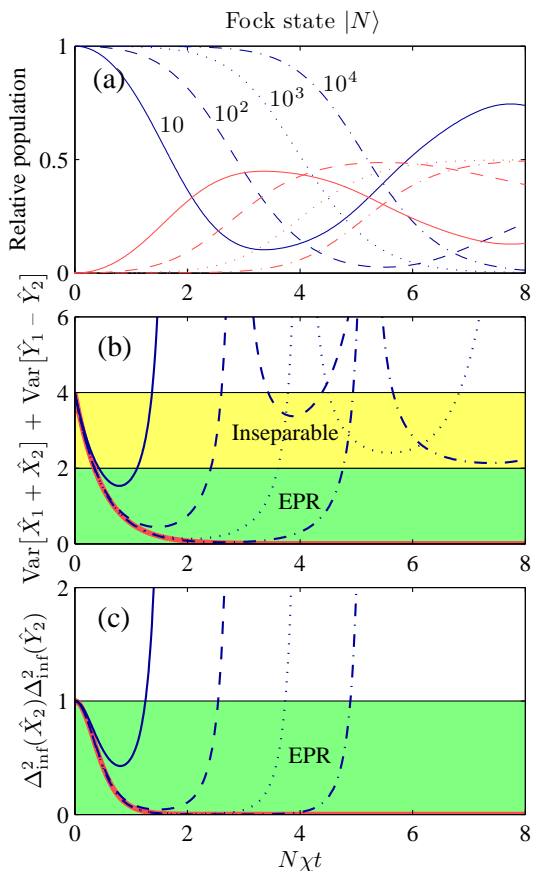 Fock state |N⟩
Relative population
1
0.5
0
(a)
10
10²
10³
10⁴
0 2 4 6 8
Var[X̂₁ + X̂₂] + Var[Ŷ₁ − Ŷ₂]
6
4
2
0
(b)
Inseparable
EPR
0 2 4 6 8
Δ²inf(X̂₂)Δ²inf(Ŷ₂)
2
1
0
(c)
EPR
0 2 4 6 8
Nχt